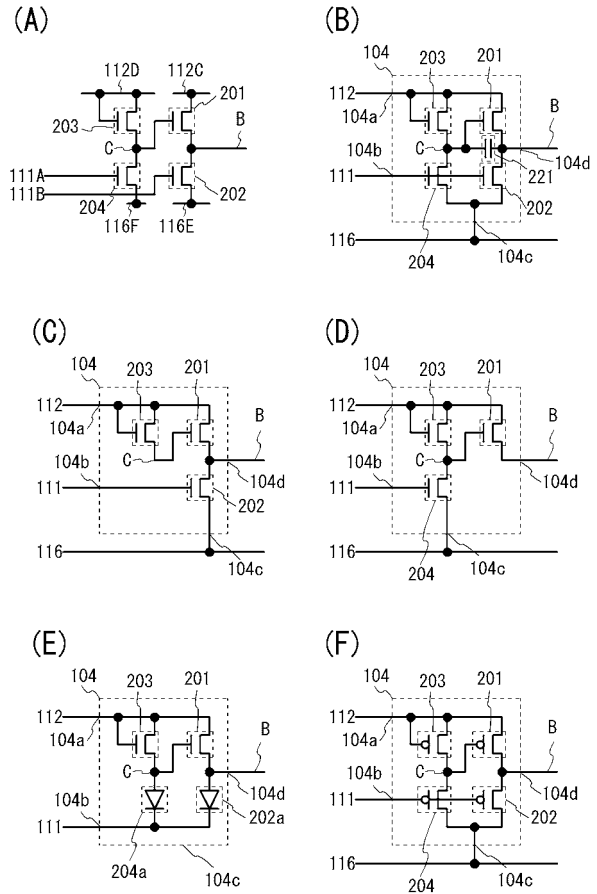 (A)
112D 112C
201
203
B
C
111A
111B
204
202
116F 116E
(B)
104 203 201
112
104a
B
C
104b
104d
111
221
202
116
204
104c
(C)
104 203 201
112
104a
B
C
104b
104d
111
202
116
104c
(D)
104 203 201
112
104a
B
C
104b
104d
111
116
204
104c
(E)
104 203 201
112
104a
B
C
104b
104d
111
202a
204a
104c
(F)
104 203 201
112
104a
B
C
104b
104d
111
202
204
104c
116